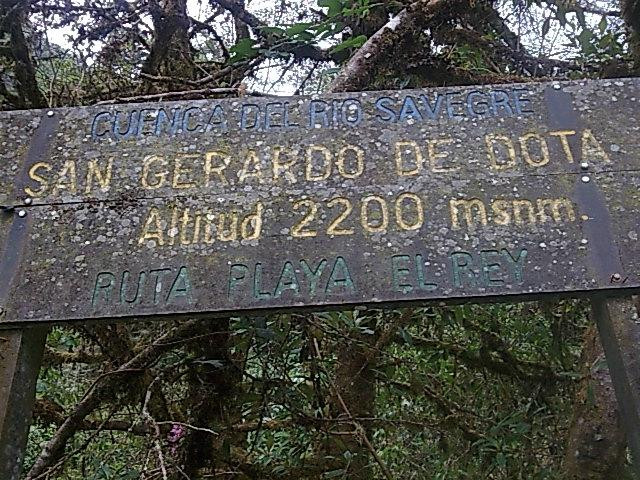 CUENCA DEL RIO SAVEGRE
SAN GERARDO DE DOTA
Altitud 2200 msnm.
RUTA PLAYA EL REY